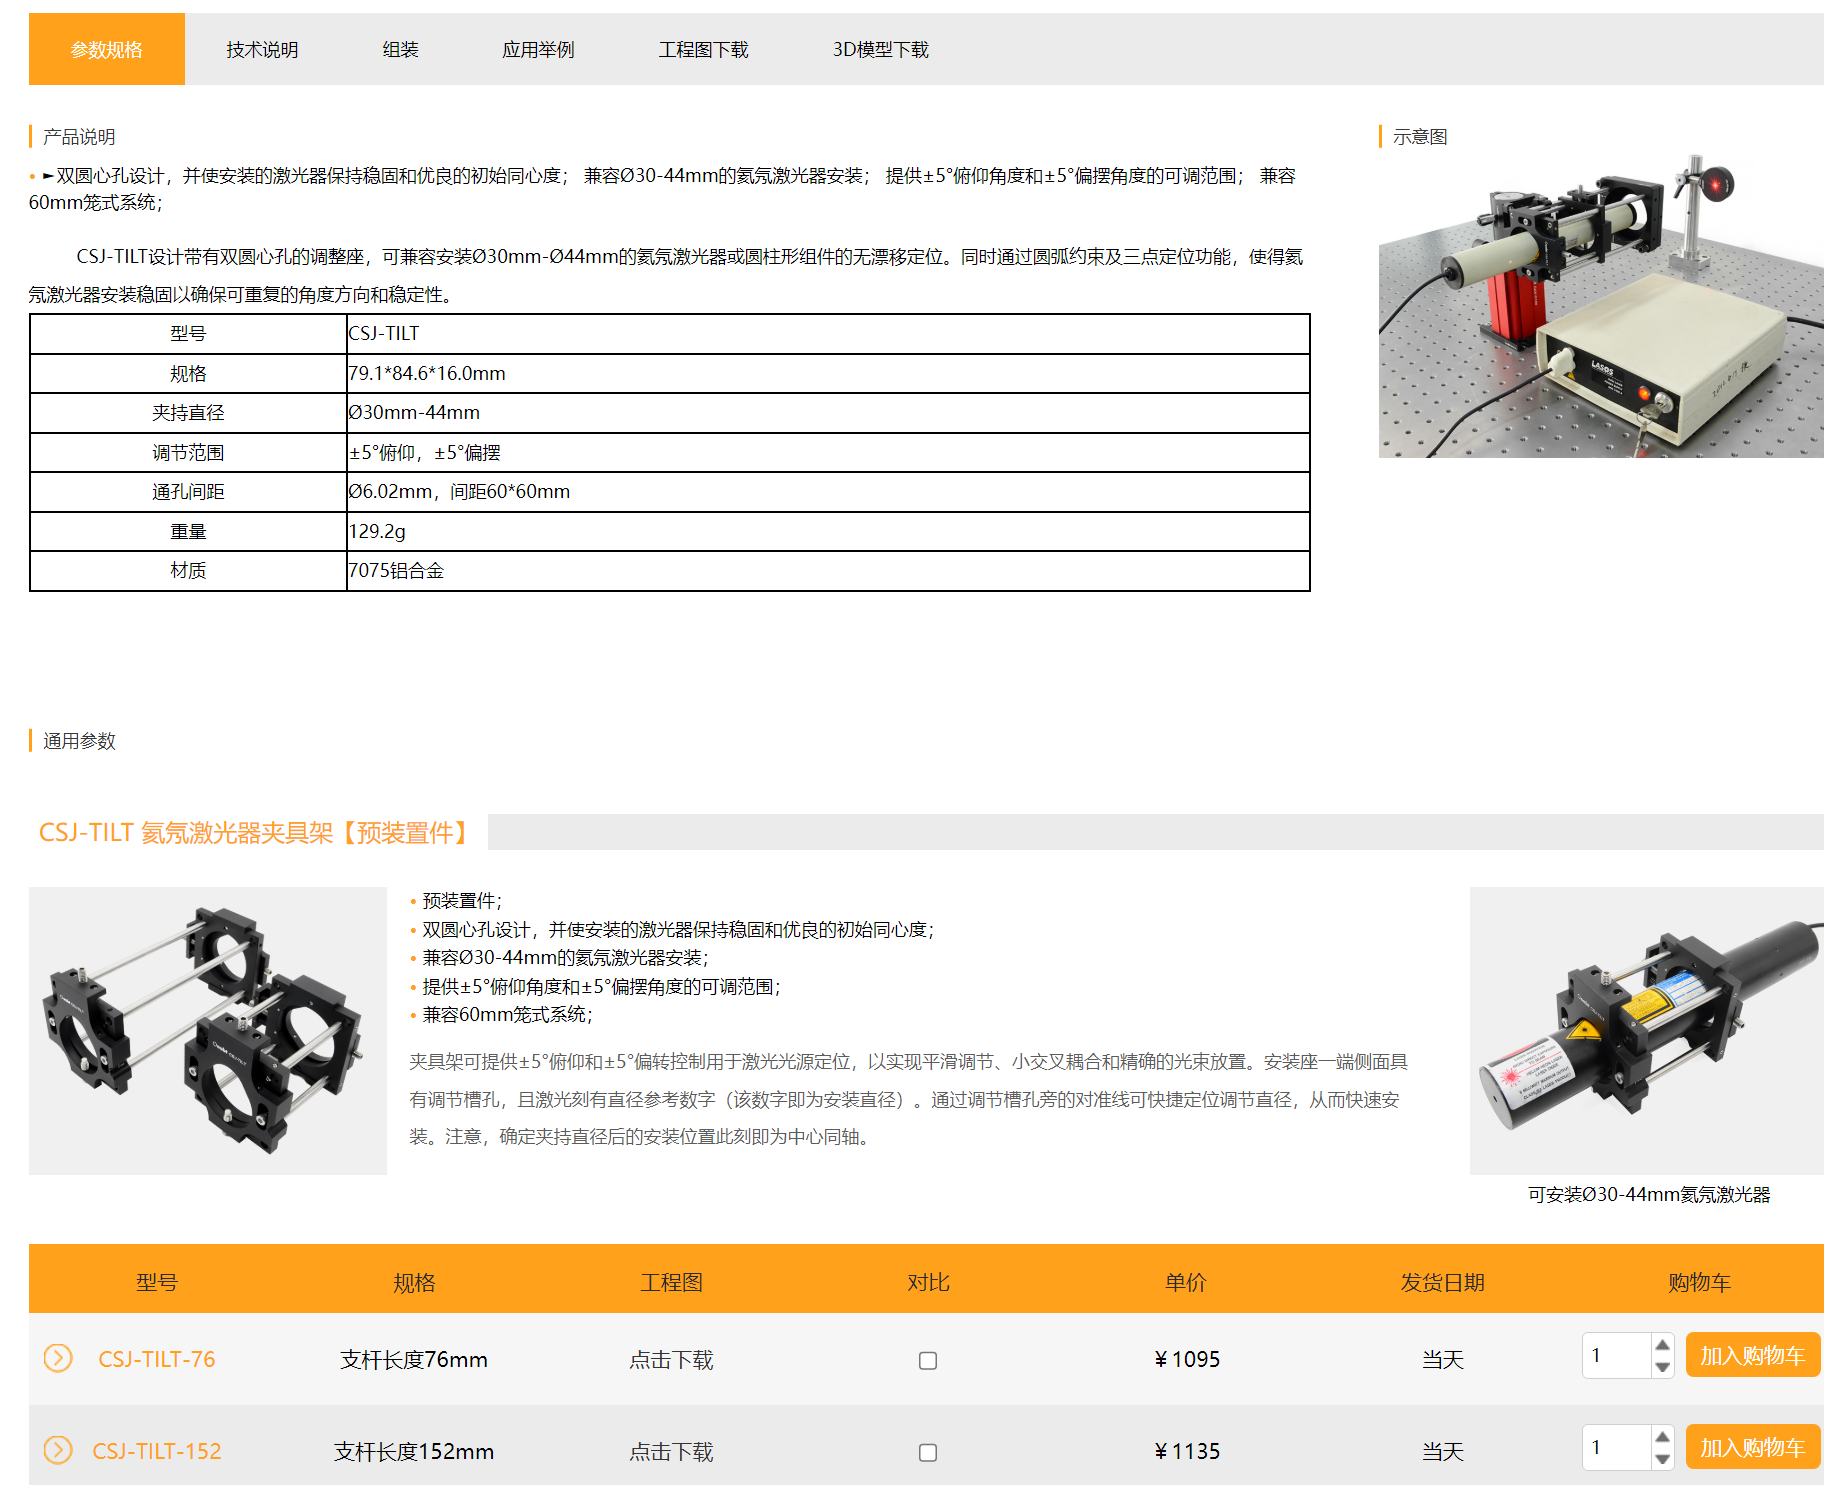 参数规格 技术说明 组装 应用举例 工程图下载 3D模型下载
产品说明
• ►双圆心孔设计，并使安装的激光器保持稳固和优良的初始同心度； 兼容Ø30-44mm的氦氖激光器安装； 提供±5°俯仰角度和±5°偏摆角度的可调范围； 兼容
60mm笼式系统；
CSJ-TILT设计带有双圆心孔的调整座，可兼容安装Ø30mm-Ø44mm的氦氖激光器或圆柱形组件的无漂移定位。同时通过圆弧约束及三点定位功能，使得氦
氖激光器安装稳固以确保可重复的角度方向和稳定性。
型号 CSJ-TILT
规格 79.1*84.6*16.0mm
夹持直径 Ø30mm-44mm
调节范围 ±5°俯仰，±5°偏摆
通孔间距 Ø6.02mm，间距60*60mm
重量 129.2g
材质 7075铝合金
示意图
LASOS
通用参数
CSJ-TILT 氦氖激光器夹具架【预装置件】
• 预装置件；
• 双圆心孔设计，并使安装的激光器保持稳固和优良的初始同心度；
• 兼容Ø30-44mm的氦氖激光器安装；
• 提供±5°俯仰角度和±5°偏摆角度的可调范围；
• 兼容60mm笼式系统；
夹具架可提供±5°俯仰和±5°偏转控制用于激光光源定位，以实现平滑调节、小交叉耦合和精确的光束放置。安装座一端侧面具
有调节槽孔，且激光刻有直径参考数字（该数字即为安装直径）。通过调节槽孔旁的对准线可快捷定位调节直径，从而快速安
装。注意，确定夹持直径后的安装位置此刻即为中心同轴。
可安装Ø30-44mm氦氖激光器
型号 规格 工程图 对比 单价 发货日期 购物车
CSJ-TILT-76 支杆长度76mm 点击下载 ￥1095 当天 1 加入购物车
CSJ-TILT-152 支杆长度152mm 点击下载 ￥1135 当天 1 加入购物车